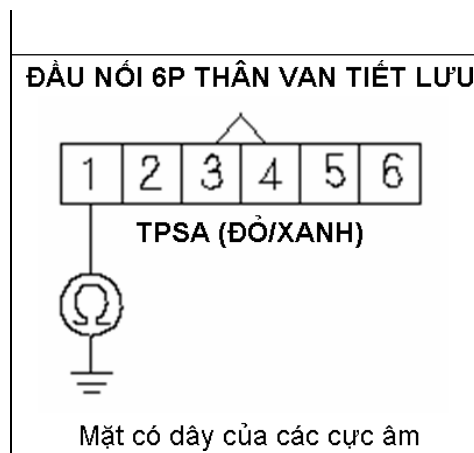 ĐẦU NỐI 6P THÂN VAN TIẾT LƯU
1 2 3 4 5 6
TPSA (ĐỎ/XANH)
Ω
Mặt có dây của các cực âm